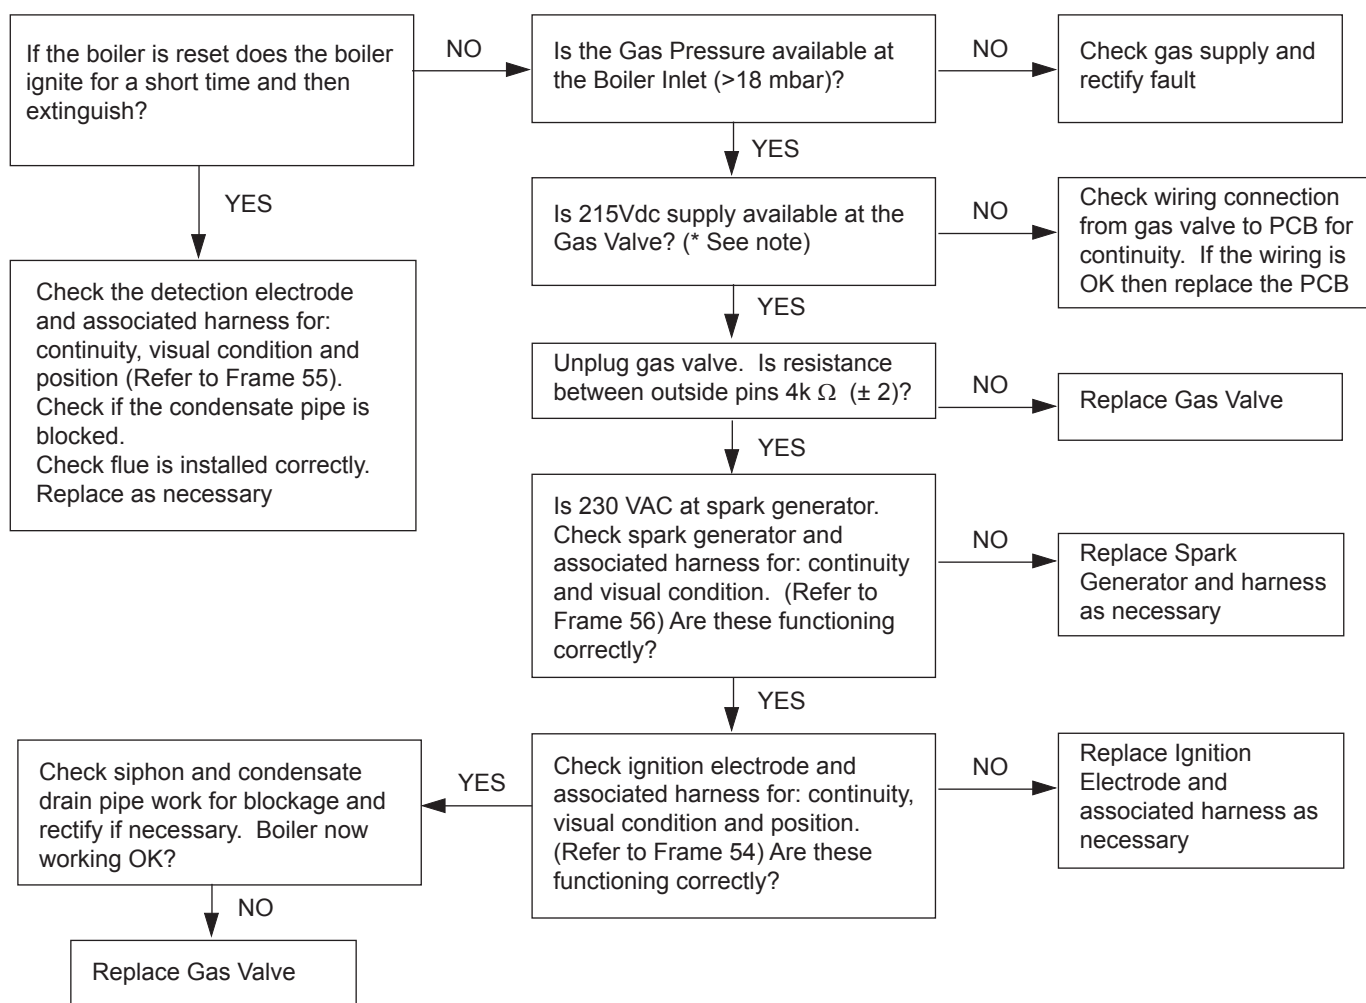 If the boiler is reset does the boiler
ignite for a short time and then
extinguish?
NO
Is the Gas Pressure available at
the Boiler Inlet (>18 mbar)?
NO
Check gas supply and
rectify fault
YES
YES
Is 215Vdc supply available at the
Gas Valve? (* See note)
NO
Check wiring connection
from gas valve to PCB for
continuity.  If the wiring is
OK then replace the PCB
Check the detection electrode
and associated harness for:
continuity, visual condition and
position (Refer to Frame 55).
Check if the condensate pipe is
blocked.
Check flue is installed correctly.
Replace as necessary
YES
Unplug gas valve.  Is resistance
between outside pins 4k Ω  (± 2)?
NO
Replace Gas Valve
YES
Is 230 VAC at spark generator.
Check spark generator and
associated harness for: continuity
and visual condition.  (Refer to
Frame 56) Are these functioning
correctly?
NO
Replace Spark
Generator and harness
as necessary
YES
Check ignition electrode and
associated harness for: continuity,
visual condition and position.
(Refer to Frame 54) Are these
functioning correctly?
NO
Replace Ignition
Electrode and
associated harness as
necessary
YES
Check siphon and condensate
drain pipe work for blockage and
rectify if necessary.  Boiler now
working OK?
NO
Replace Gas Valve